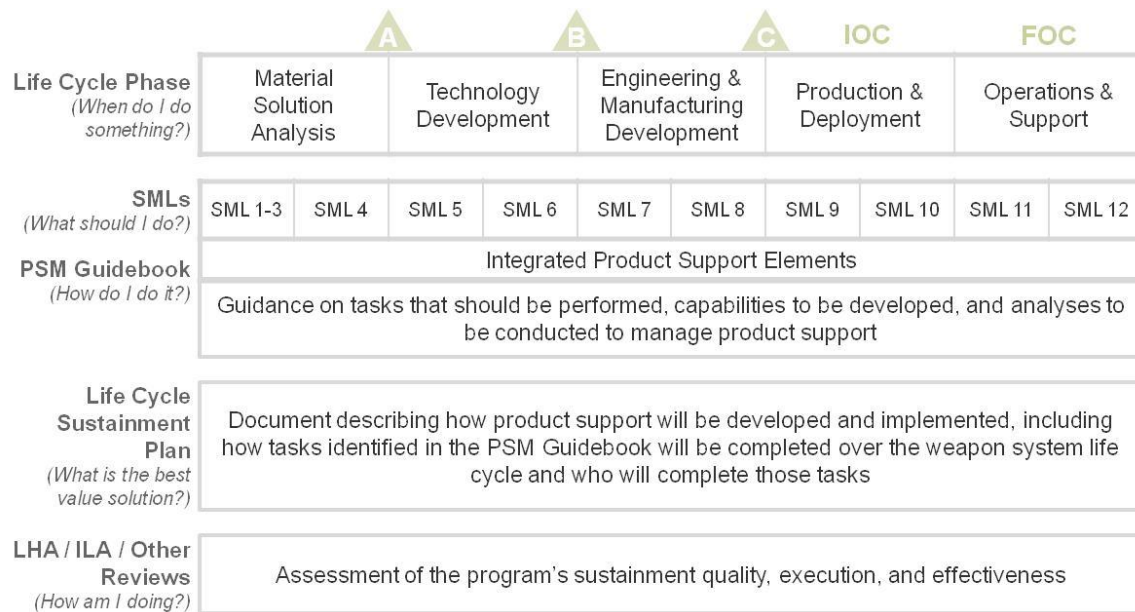 A
B
C
IOC
FOC
Life Cycle Phase
(When do I do
something?)
Material
Solution
Analysis
Technology
Development
Engineering &
Manufacturing
Development
Production &
Deployment
Operations &
Support
SMLs
(What should I do?)
SML 1-3
SML 4
SML 5
SML 6
SML 7
SML 8
SML 9
SML 10
SML 11
SML 12
PSM Guidebook
(How do I do it?)
Integrated Product Support Elements
Guidance on tasks that should be performed, capabilities to be developed, and analyses to
be conducted to manage product support
Life Cycle
Sustainment
Plan
(What is the best
value solution?)
Document describing how product support will be developed and implemented, including
how tasks identified in the PSM Guidebook will be completed over the weapon system life
cycle and who will complete those tasks
LHA / ILA / Other
Reviews
(How am I doing?)
Assessment of the program's sustainment quality, execution, and effectiveness